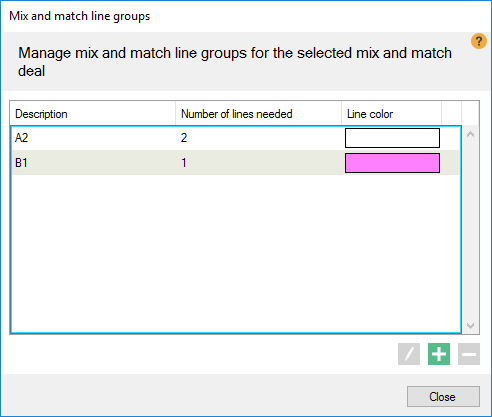 Mix and match line groups
?
Manage mix and match line groups for the selected mix and match
deal
Description Number of lines needed Line color
A2 2
B1 1
Close